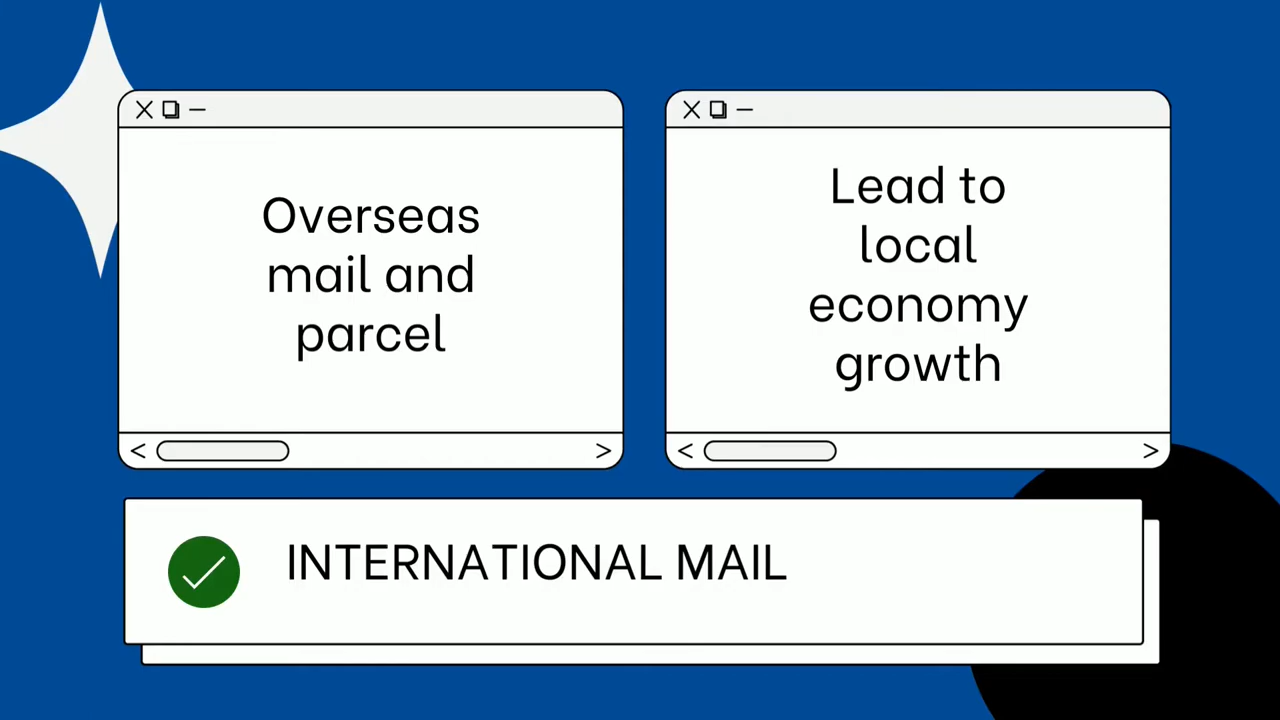 Overseas
mail and
parcel
Lead to
local
economy
growth
INTERNATIONAL MAIL